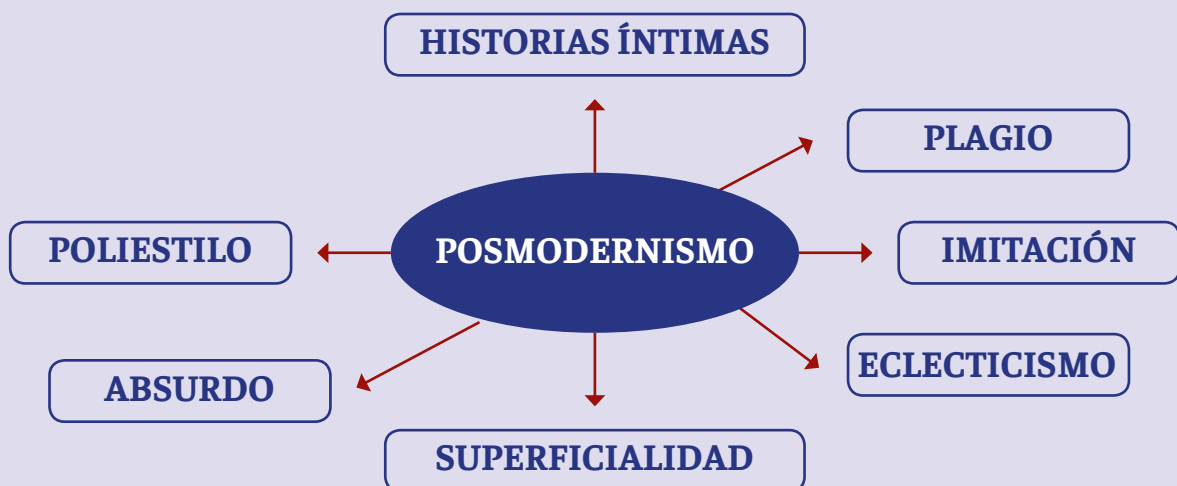 HISTORIAS ÍNTIMAS
PLAGIO
POLIESTILO
POSMODERNISMO
IMITACIÓN
ABSURDO
ECLECTICISMO
SUPERFICIALIDAD